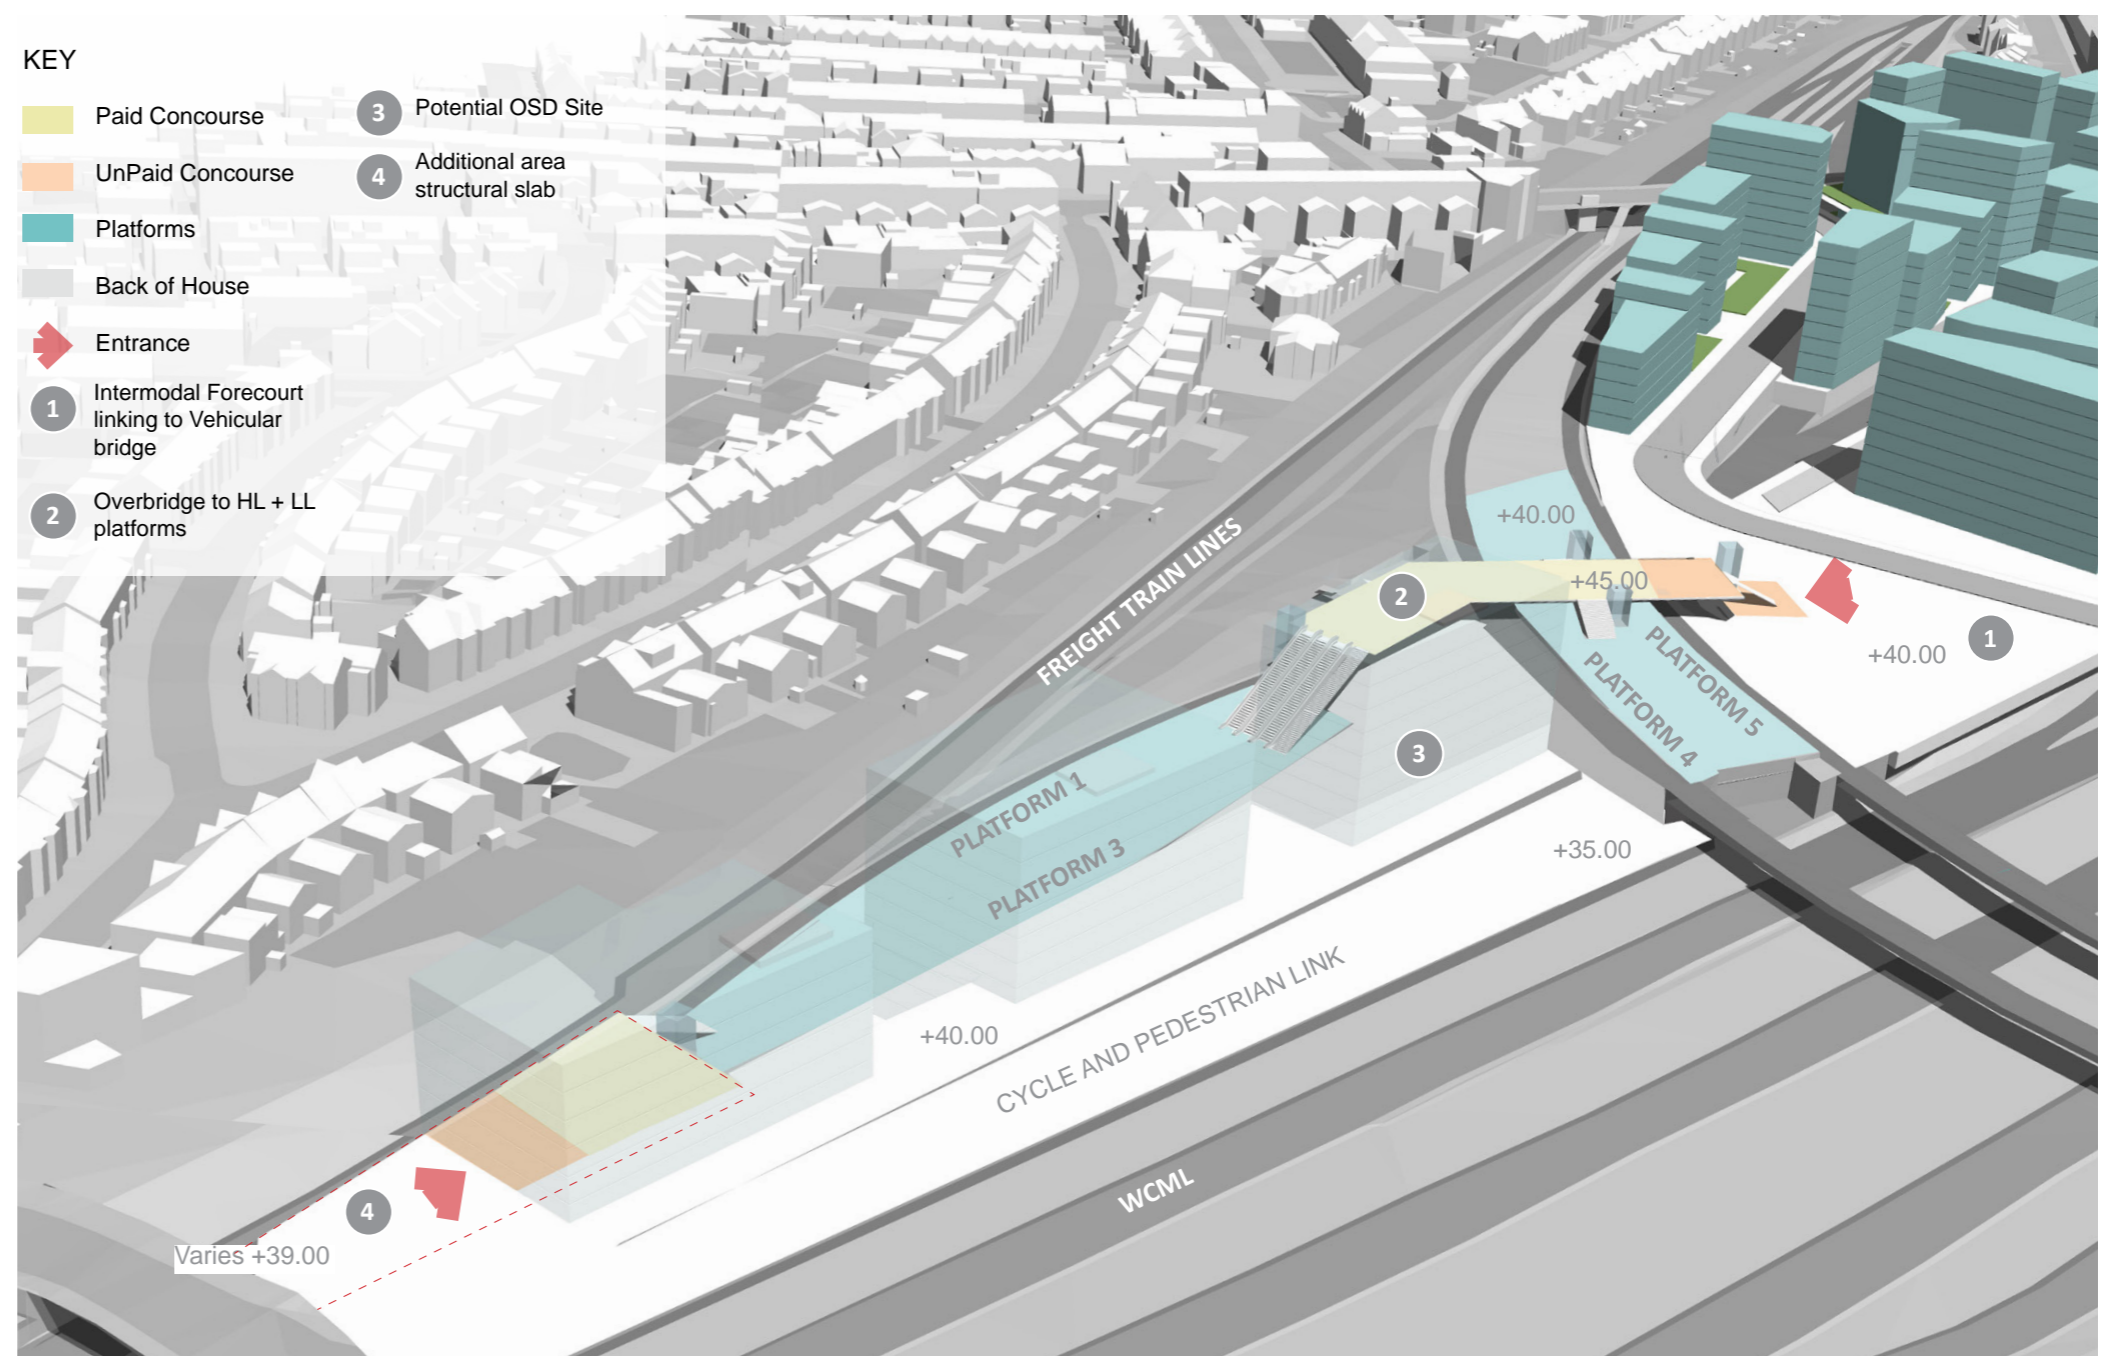 KEY
Paid Concourse
UnPaid Concourse
Platforms
Back of House
Entrance
1
Intermodal Forecourt
linking to Vehicular
bridge
2
Overbridge to HL + LL
platforms
3
Potential OSD Site
4
Additional area
structural slab
FREIGHT TRAIN LINES
+40.00
+45.00
2
1
+40.00
PLATFORM 5
PLATFORM 4
3
PLATFORM 1
PLATFORM 3
+35.00
+40.00
CYCLE AND PEDESTRIAN LINK
WCML
4
Varies +39.00